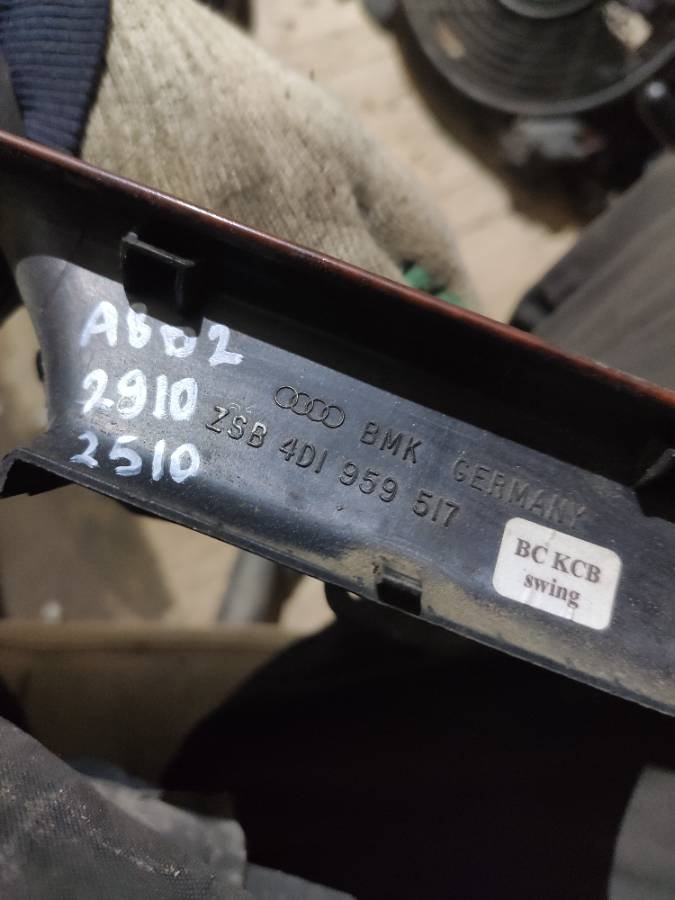 A8D2
2910
2510
BMK GERMANY
ZSB 4D1 959 517
BC KCB
swing